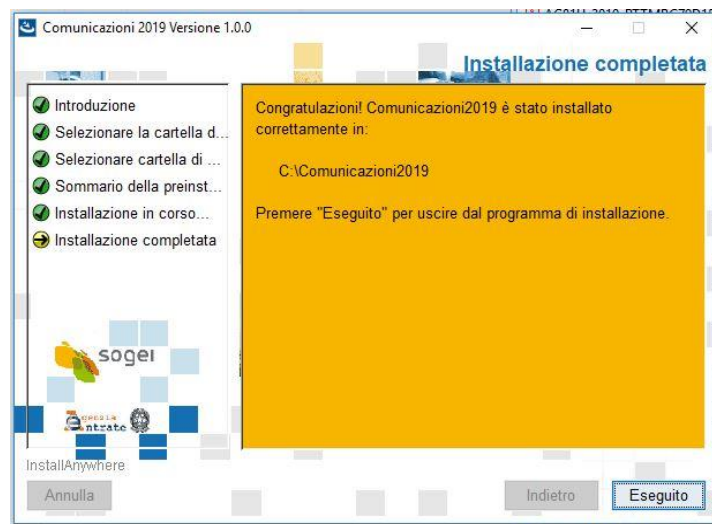 Comunicazioni 2019 Versione 1.0.0
Installazione completata
Introduzione
Selezionare la cartella d...
Selezionare cartella di ...
Sommario della preinst...
Installazione in corso...
Installazione completata
Congratulazioni! Comunicazioni2019 è stato installato
correttamente in:
C:\Comunicazioni2019
Premere "Eseguito" per uscire dal programma di installazione.
sogei
genzia
ntrate
InstallAnywhere
Annulla
Indietro
Eseguito